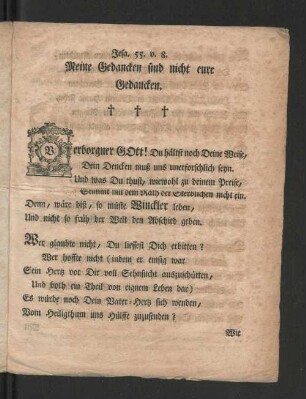 Jesa. 55. v. 8.
Meine Gedancken sind nicht eure
Gedancken.
† † †
Verborgner GOtt! Du hältst noch Deine Weise,
Dein Dencken muß uns unerforschlich seyn.
Und was Du thust, wiewohl zu deinem Preise,
Stimmt mit dem Rath der Sterblichen nicht ein.
Denn, wäre diß, so müste Winckler leben,
Und nicht so früh der Welt den Abschied geben.
Wer glaubte nicht, Du liessest Dich erbitten?
Wer hoffte nicht (indem er emsig war
Sein Hertz vor Dir voll Sehnsucht auszuschütten,
Und both ein Theil von eignem Leben dar)
Es würde noch Dein Vater-Hertz sich wenden,
Vom Heiligthum uns Hülffe zuzusenden?
Wie